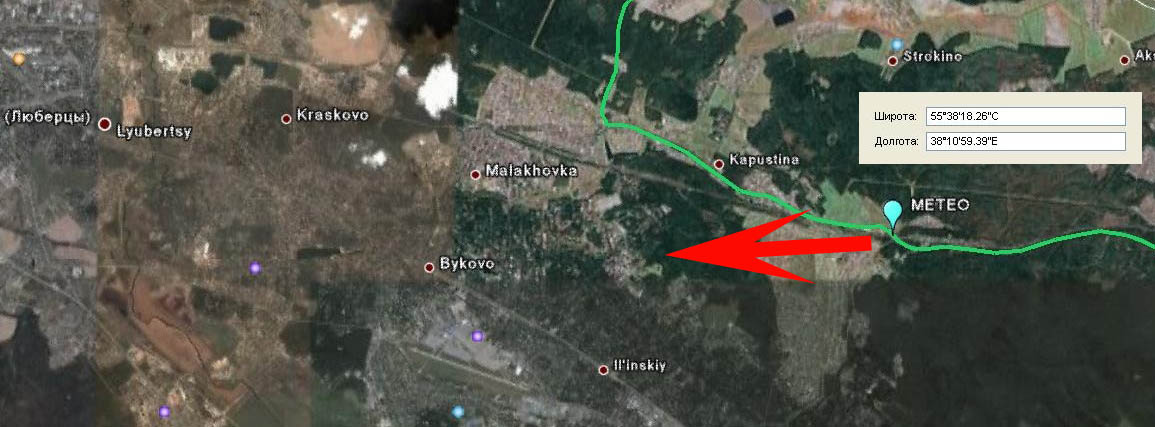 Strokino
Ak
Широта: 55°38'18.26"С
Долгота: 38°10'59.39"E
(Люберцы)
Lyubertsy
Kraskovo
Malakhovka
Kapustina
METEO
Bykovo
Il'inskiy